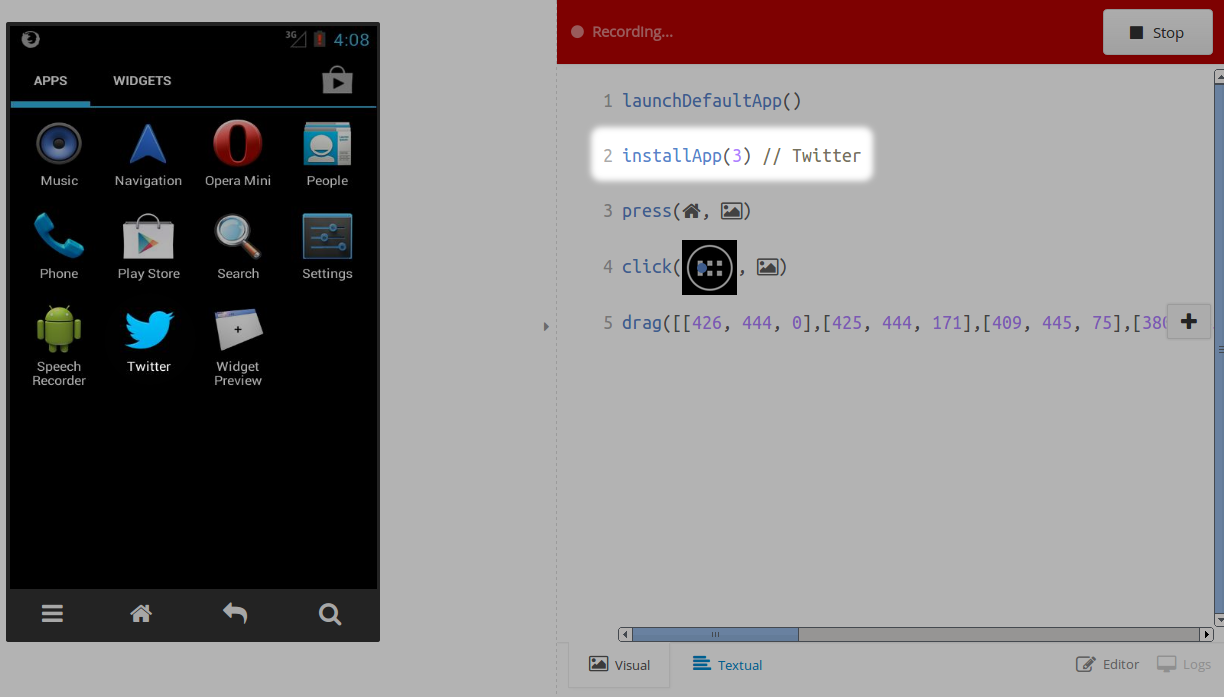 3G 4:08
APPS WIDGETS
Music Navigation Opera Mini People
Phone Play Store Search Settings
Speech Recorder Twitter Widget Preview
Recording...
Stop
1 launchDefaultApp()
2 installApp(3) // Twitter
3 press(, )
4 click(, )
5 drag([[426, 444, 0],[425, 444, 171],[409, 445, 75],[380
Visual Textual Editor Logs